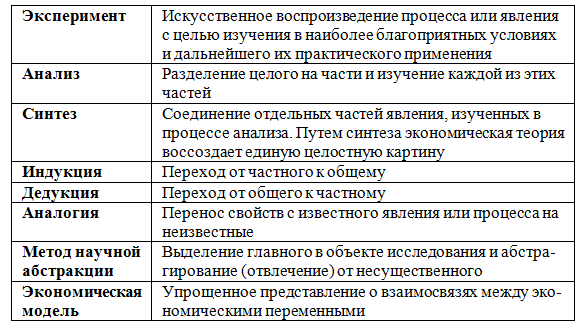 Эксперимент Искусственное воспроизведение процесса или явления
с целью изучения в наиболее благоприятных условиях
и дальнейшего их практического применения
Анализ Разделение целого на части и изучение каждой из этих
частей
Синтез Соединение отдельных частей явления, изученных в
процессе анализа. Путем синтеза экономическая теория
воссоздает единую целостную картину
Индукция Переход от частного к общему
Дедукция Переход от общего к частному
Аналогия Перенос свойств с известного явления или процесса на
неизвестные
Метод научной Выделение главного в объекте исследования и абстра-
абстракции гирование (отвлечение) от несущественного
Экономическая Упрощенное представление о взаимосвязях между эко-
модель номическими переменными